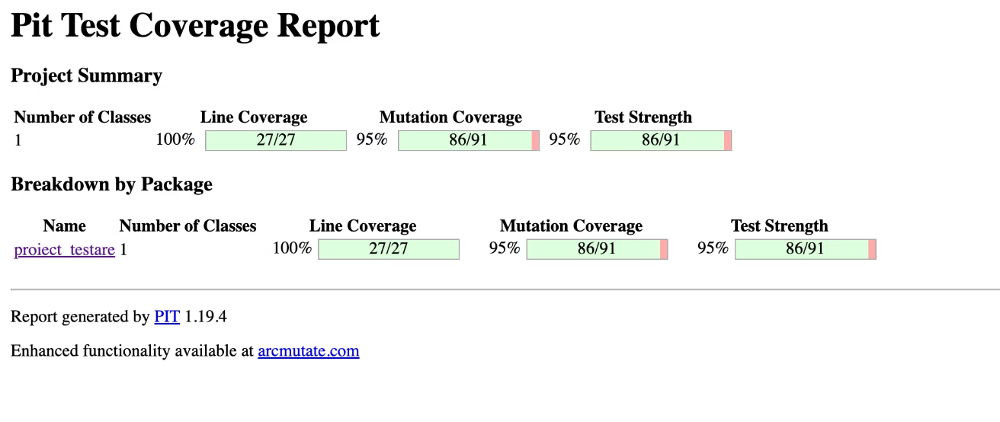 Pit Test Coverage Report
Project Summary
Number of Classes Line Coverage Mutation Coverage Test Strength
1 100% 27/27 95% 86/91 95% 86/91
Breakdown by Package
Name Number of Classes Line Coverage Mutation Coverage Test Strength
proiect_testare 1 100% 27/27 95% 86/91 95% 86/91
Report generated by PIT 1.19.4
Enhanced functionality available at arcmutate.com